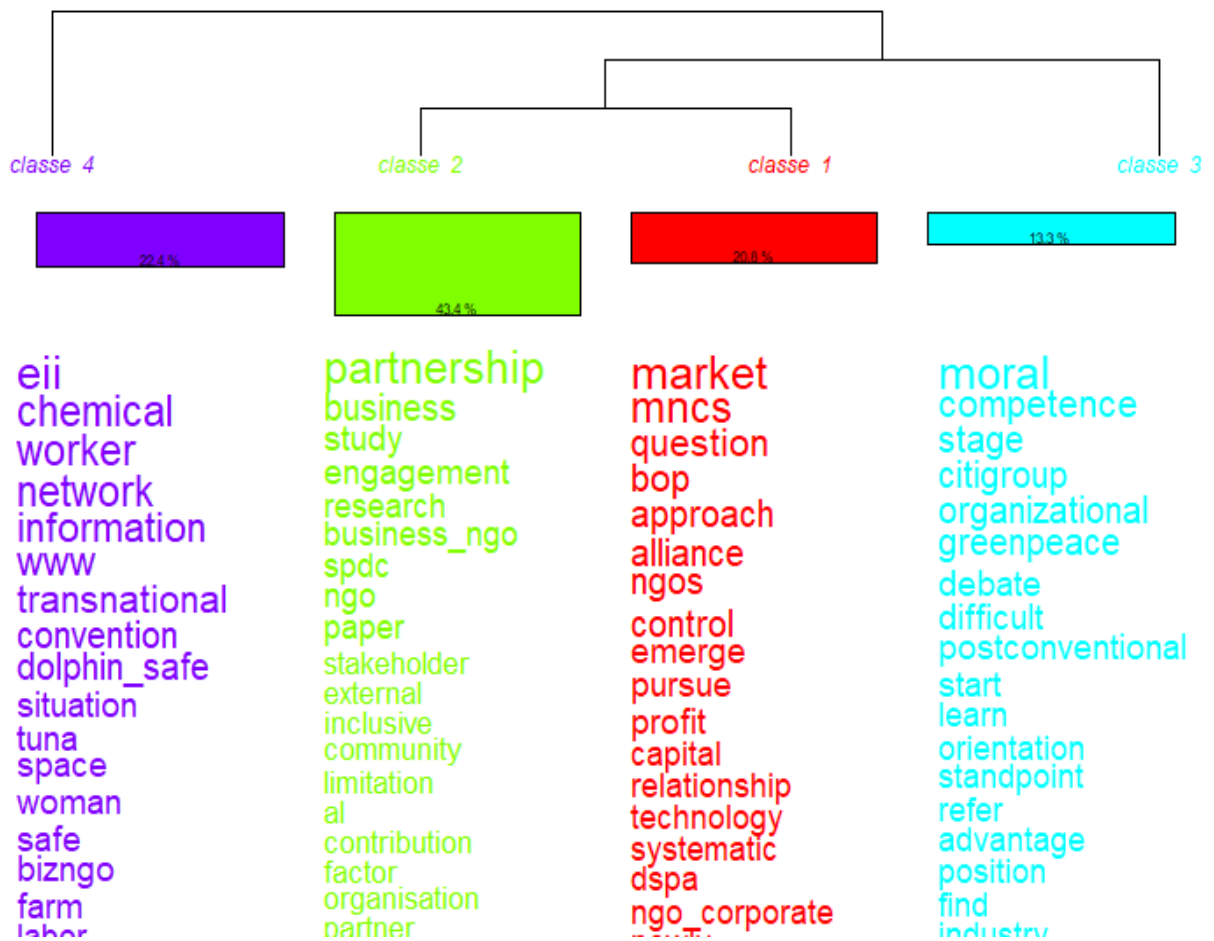 classe 4
classe 2
classe 1
classe 3
22.4 %
43.4 %
20.8 %
13.3 %
eii
chemical
worker
network
information
www
transnational
convention
dolphin_safe
situation
tuna
space
woman
safe
bizngo
farm
labor
partnership
business
study
engagement
research
business_ngo
spdc
ngo
paper
stakeholder
external
inclusive
community
limitation
al
contribution
factor
organisation
partner
market
mncs
question
bop
approach
alliance
ngos
control
emerge
pursue
profit
capital
relationship
technology
systematic
dspa
ngo_corporate
newly
moral
competence
stage
citigroup
organizational
greenpeace
debate
difficult
postconventional
start
learn
orientation
standpoint
refer
advantage
position
find
industry